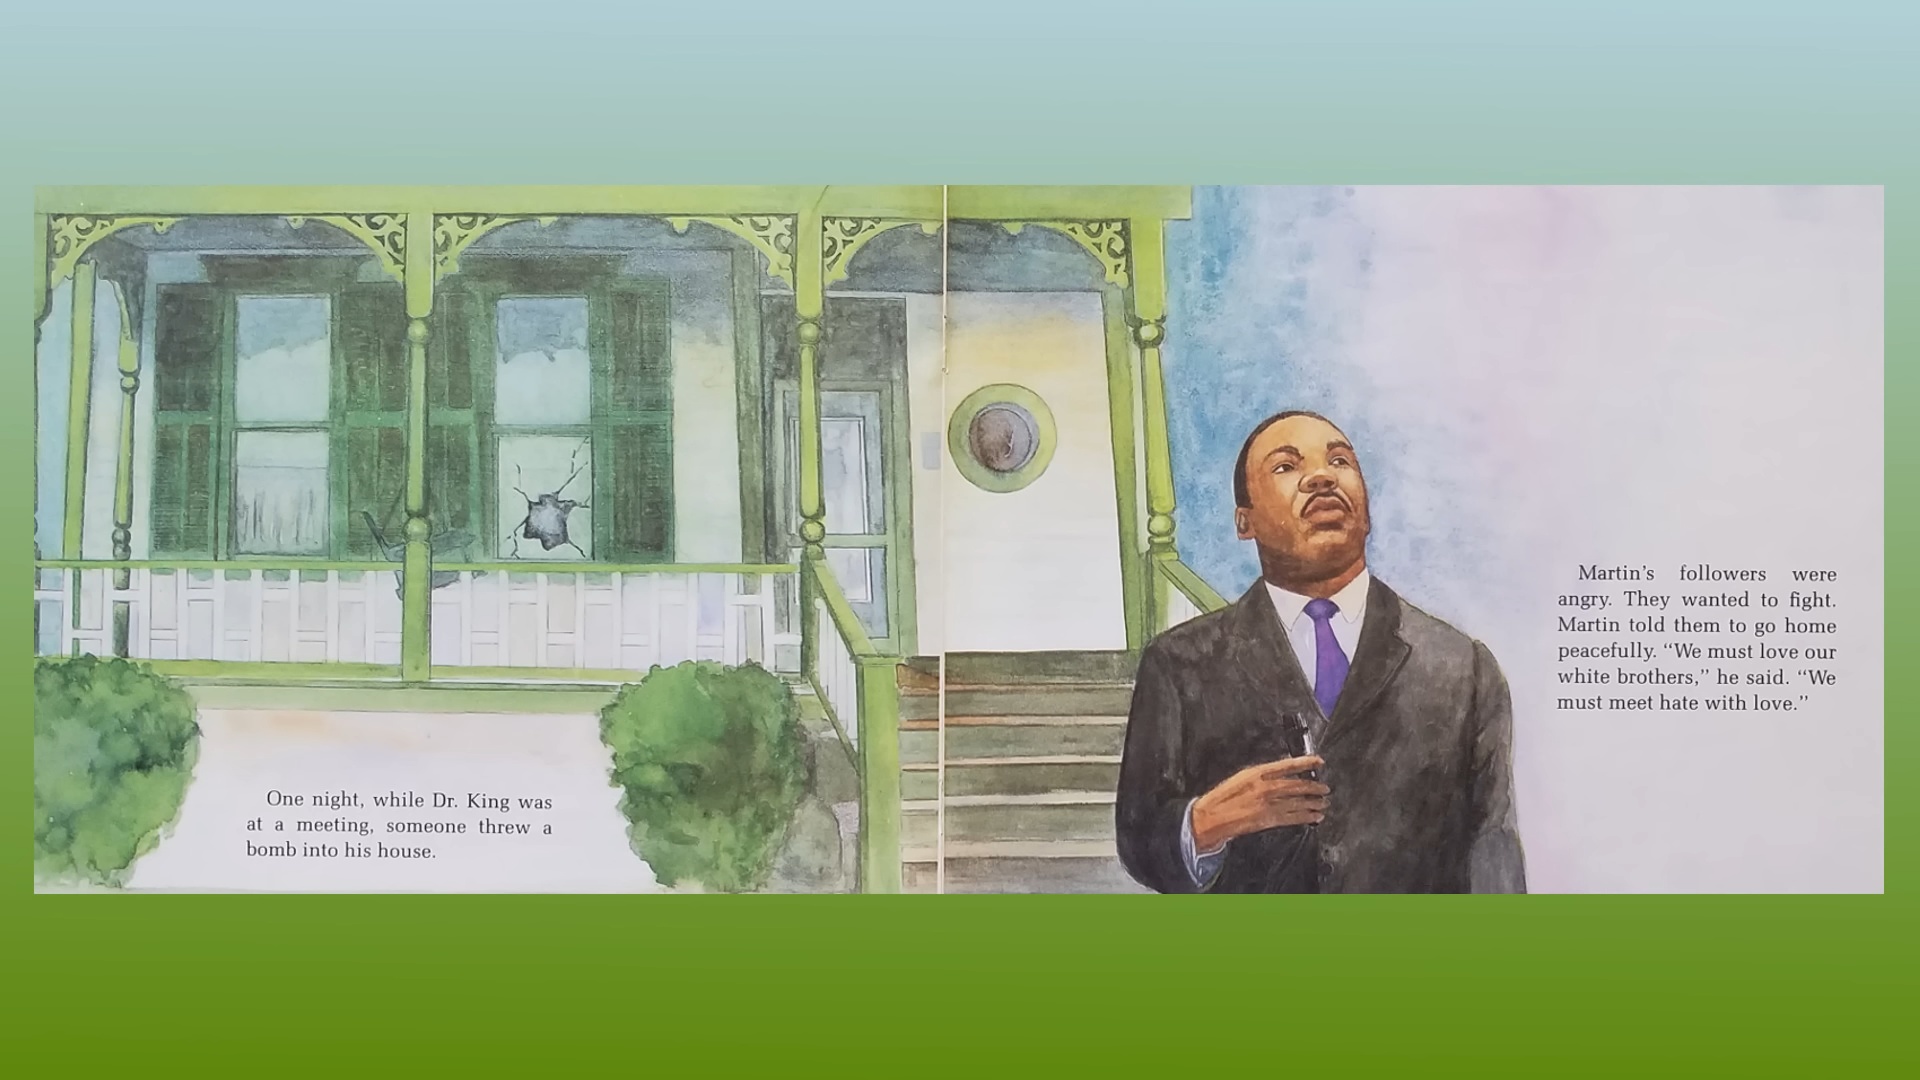 One night, while Dr. King was
at a meeting, someone threw a
bomb into his house.
Martin’s followers were
angry. They wanted to fight.
Martin told them to go home
peacefully. “We must love our
white brothers,” he said. “We
must meet hate with love.”